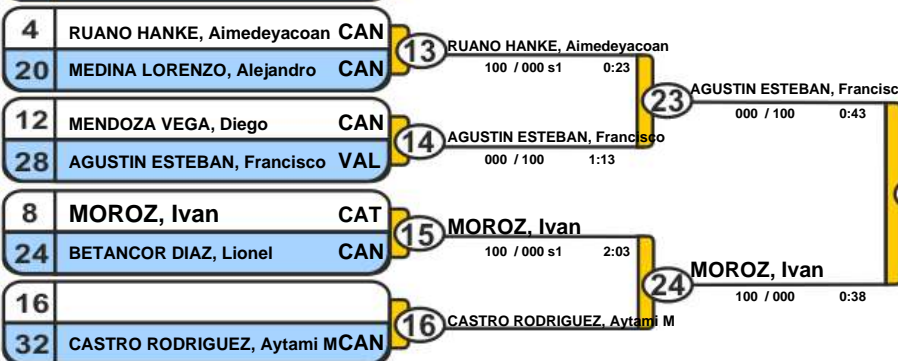 4 RUANO HANKE, Aimedeyacoan CAN
20 MEDINA LORENZO, Alejandro CAN
13 RUANO HANKE, Aimedeyacoan
100 / 000 s1 0:23
12 MENDOZA VEGA, Diego CAN
28 AGUSTIN ESTEBAN, Francisco VAL
14 AGUSTIN ESTEBAN, Francisco
000 / 100 1:13
23 AGUSTIN ESTEBAN, Francisc
000 / 100 0:43
8 MOROZ, Ivan CAT
24 BETANCOR DIAZ, Lionel CAN
15 MOROZ, Ivan
100 / 000 s1 2:03
16
32 CASTRO RODRIGUEZ, Aytami MCAN
16 CASTRO RODRIGUEZ, Aytami M
24 MOROZ, Ivan
100 / 000 0:38